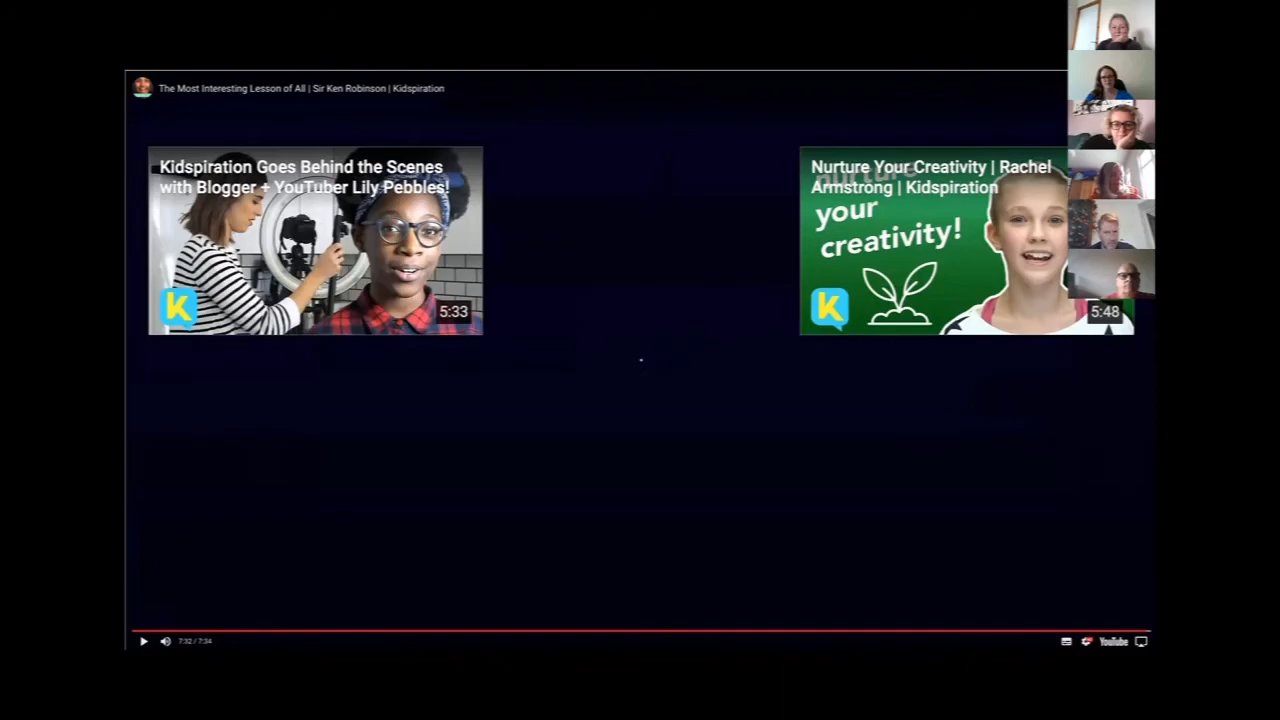 The Most Interesting Lesson of All | Sir Ken Robinson | Kidspiration
Kidspiration Goes Behind the Scenes
with Blogger + YouTuber Lily Pebbles!
K
5:33
Nurture Your Creativity | Rachel
Armstrong | Kidspiration
nurture
your
creativity!
K
5:48
7:32 / 7:34
YouTube